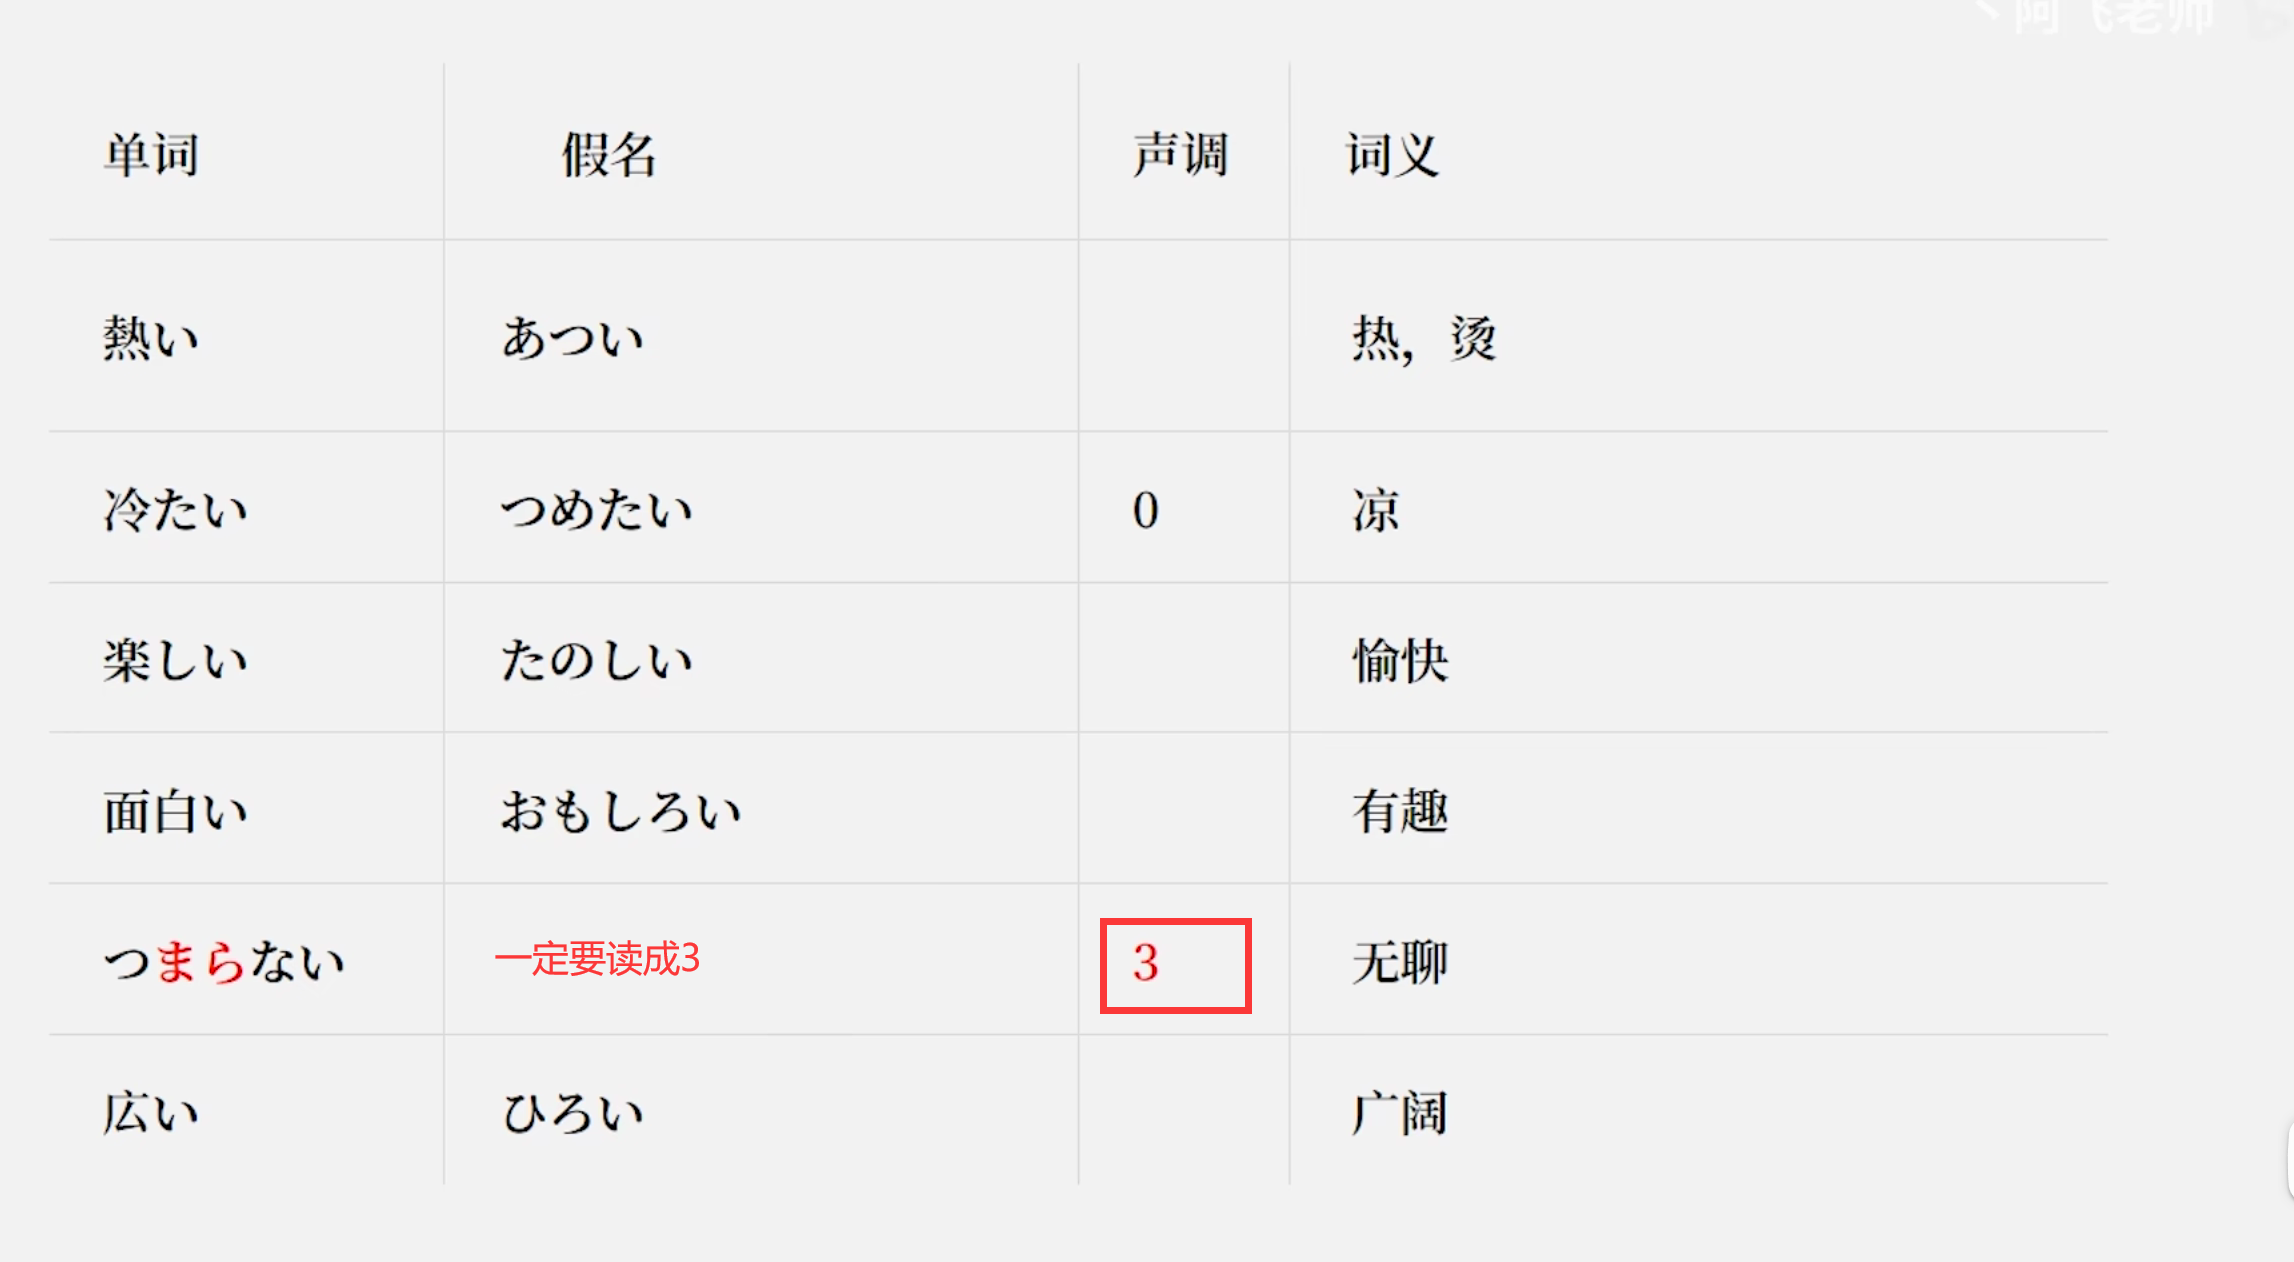 阿飞老师
单词 假名 声调 词义
熱い あつい 热，烫
冷たい つめたい 0 凉
楽しい たのしい 愉快
面白い おもしろい 有趣
つまらない 一定要读成3 3 无聊
広い ひろい 广阔